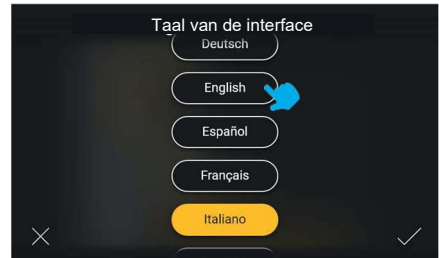 Taal van de interface
Deutsch
English
Español
Français
Italiano